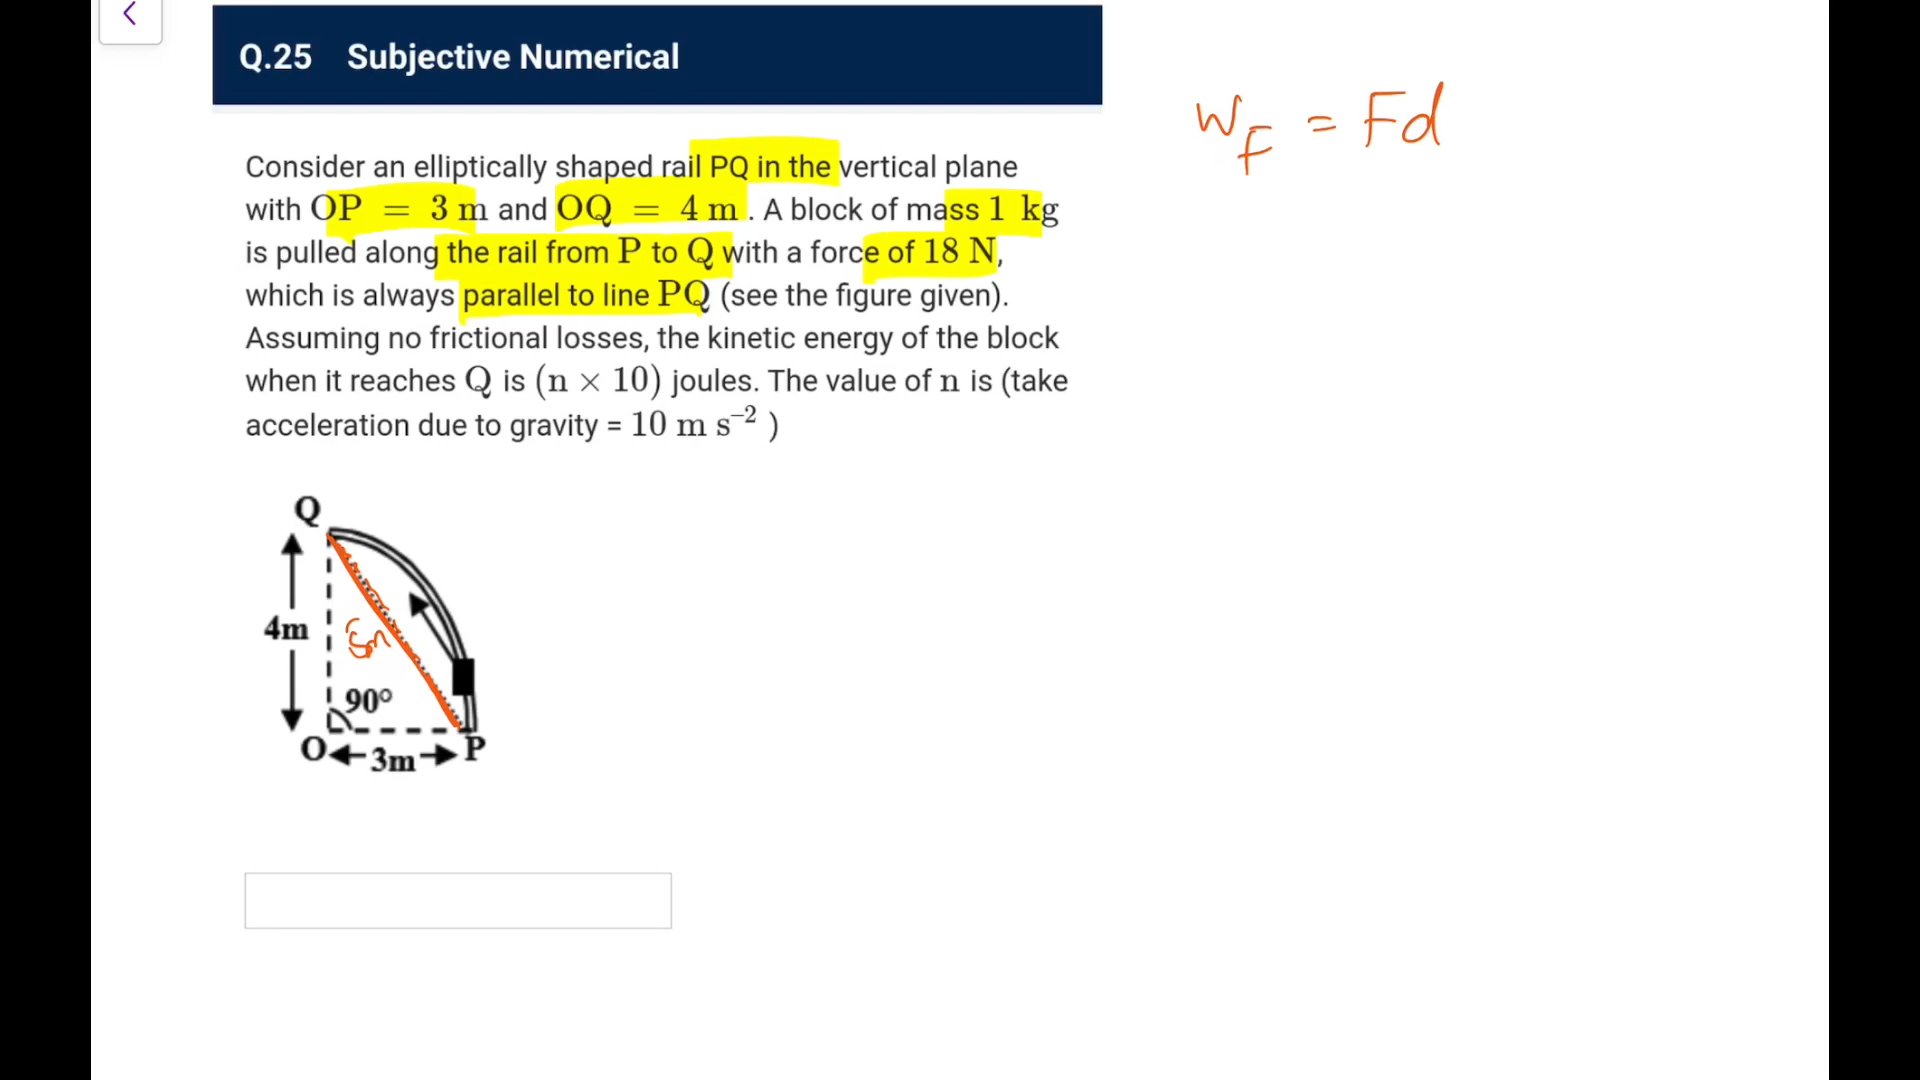 Q.25 Subjective Numerical
W_F = Fd
Consider an elliptically shaped rail PQ in the vertical plane
with OP = 3 m and OQ = 4 m . A block of mass 1 kg
is pulled along the rail from P to Q with a force of 18 N,
which is always parallel to line PQ (see the figure given).
Assuming no frictional losses, the kinetic energy of the block
when it reaches Q is (n × 10) joules. The value of n is (take
acceleration due to gravity = 10 m s⁻² )
Q
4m
5m
90°
O
3m
P